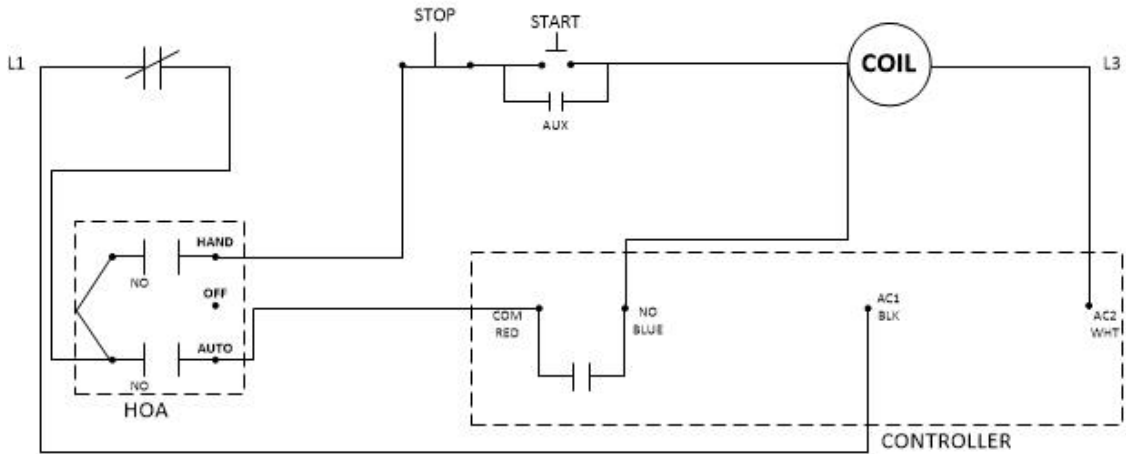 STOP
START
L1
COIL
L3
AUX
HAND
NO
OFF
AUTO
NO
HOA
COM
RED
NO
BLUE
AC1
BLK
AC2
WHT
CONTROLLER